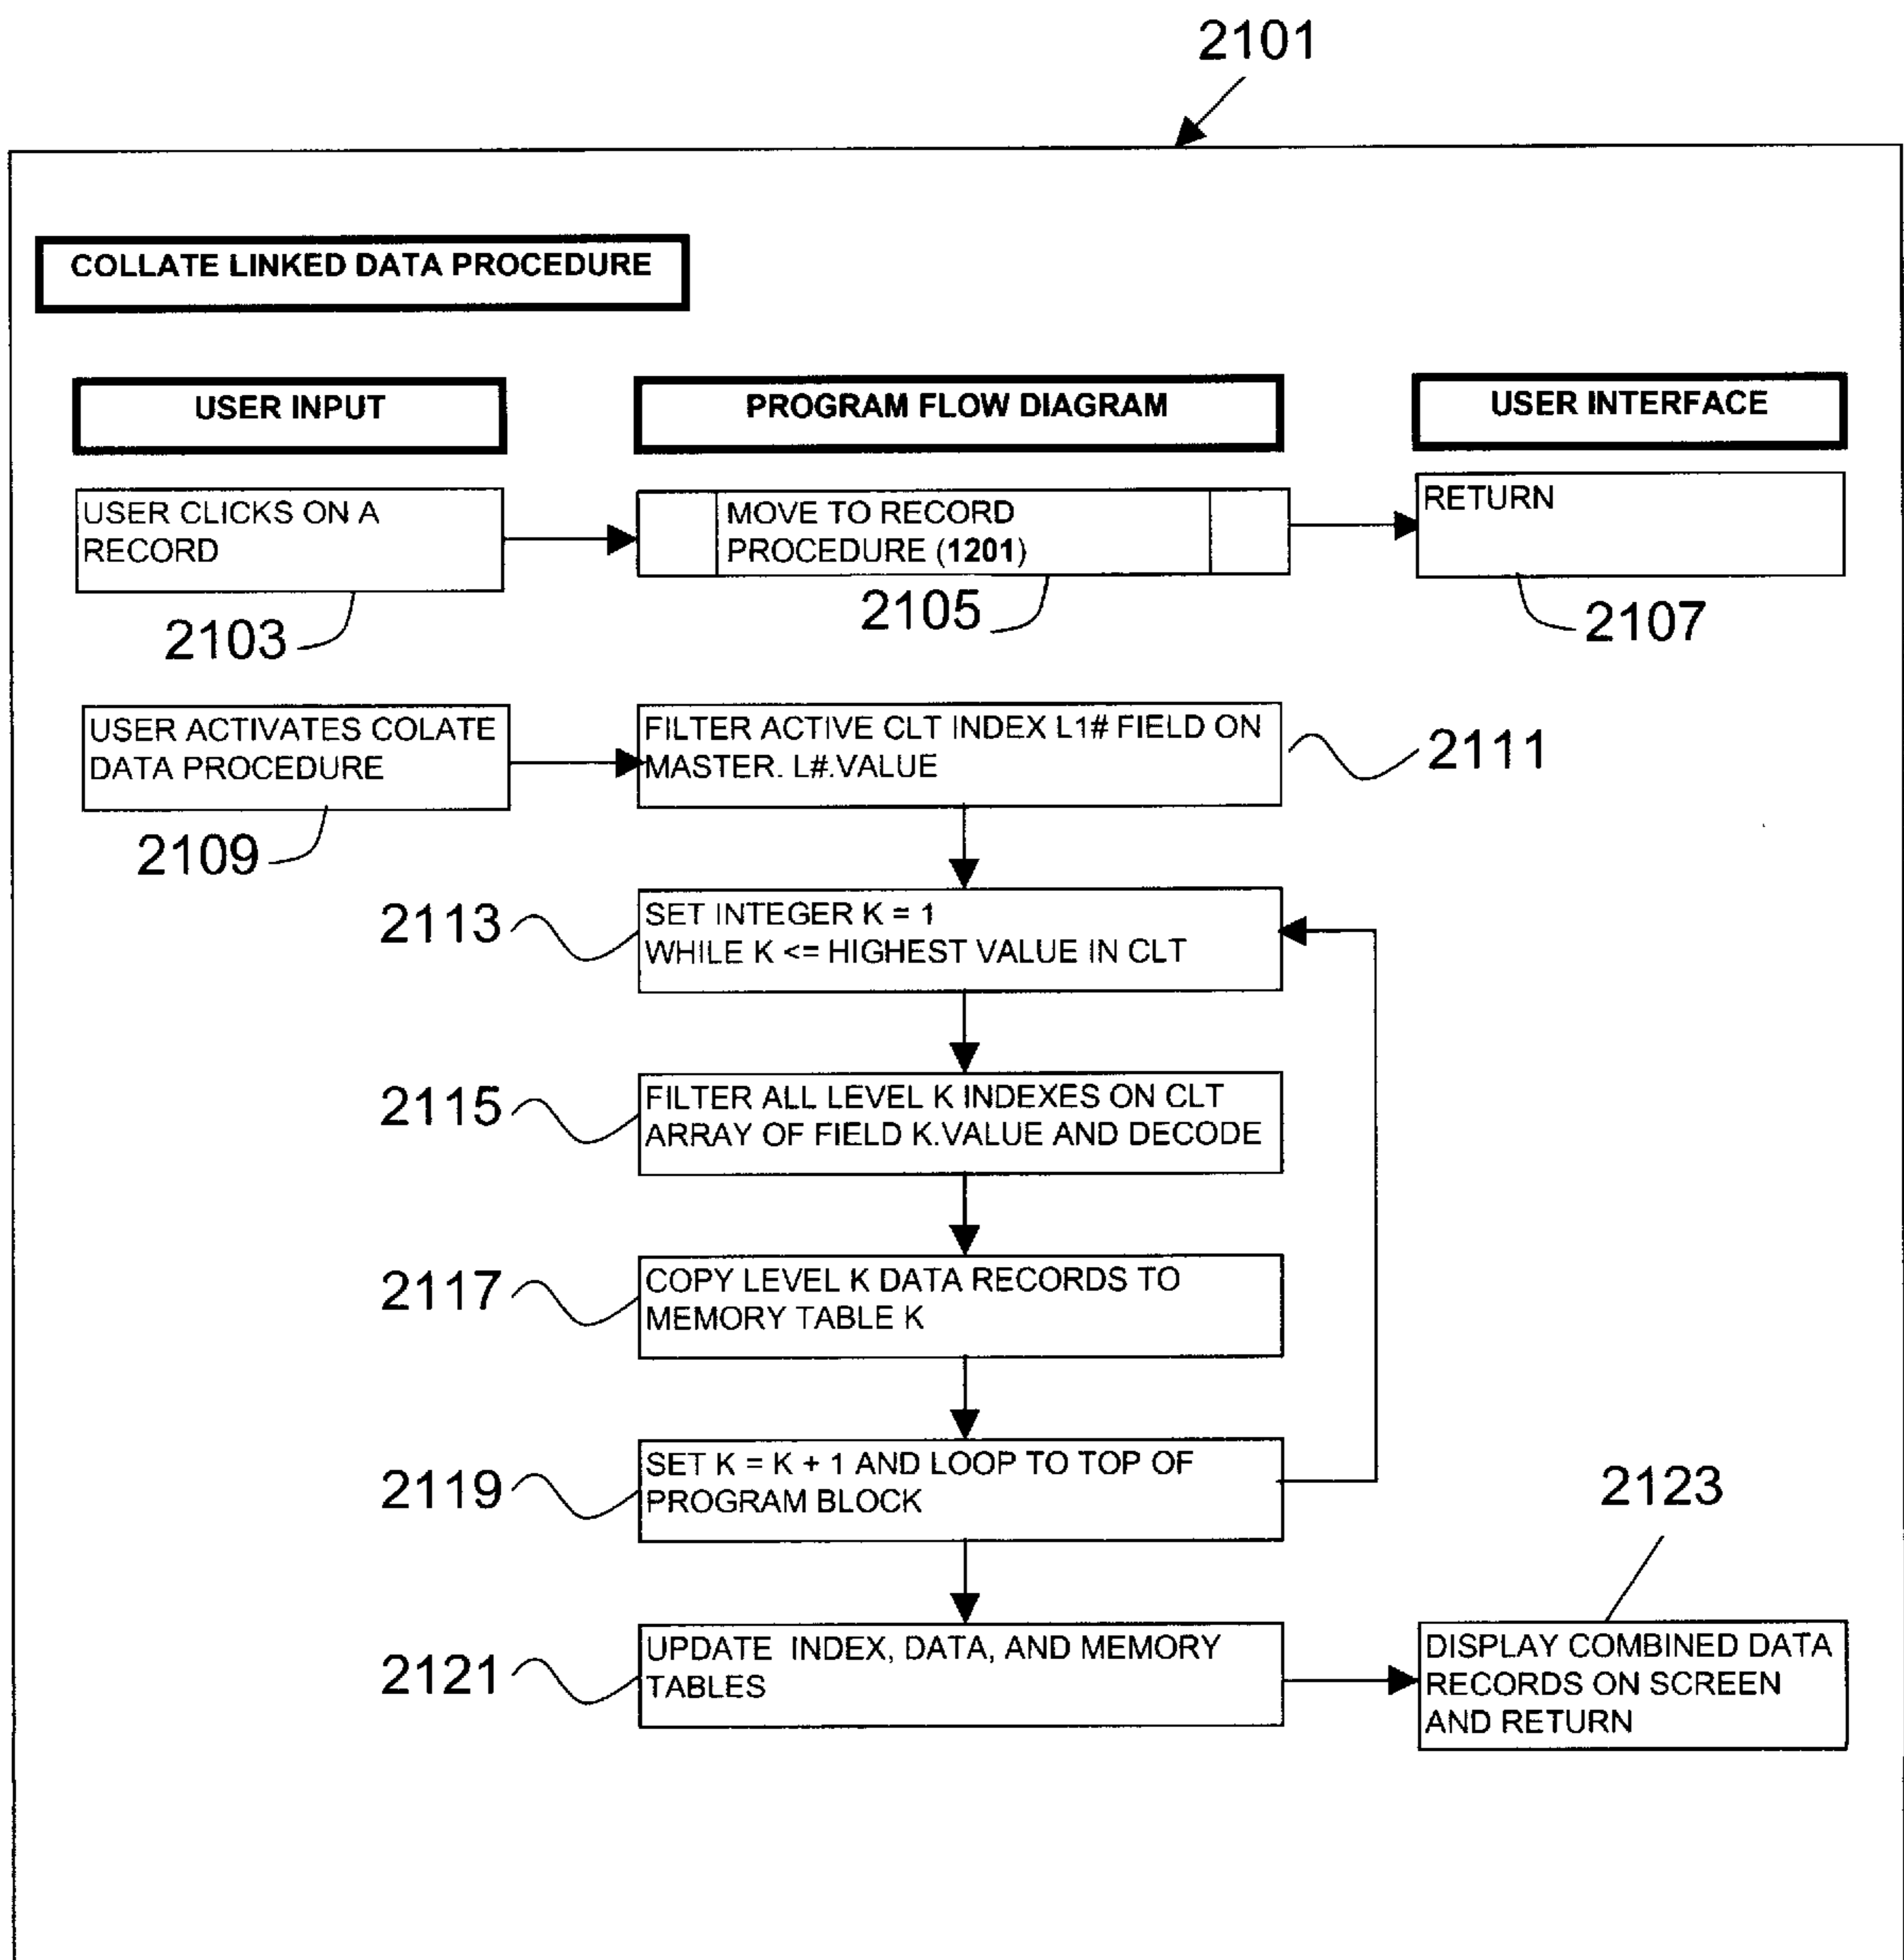 2101
COLLATE LINKED DATA PROCEDURE
USER INPUT
PROGRAM FLOW DIAGRAM
USER INTERFACE
USER CLICKS ON A
RECORD
MOVE TO RECORD
PROCEDURE (1201)
RETURN
2103
2105
2107
USER ACTIVATES COLATE
DATA PROCEDURE
FILTER ACTIVE CLT INDEX L1# FIELD ON
MASTER. L#.VALUE
2111
2109
2113
SET INTEGER K = 1
WHILE K <= HIGHEST VALUE IN CLT
2115
FILTER ALL LEVEL K INDEXES ON CLT
ARRAY OF FIELD K.VALUE AND DECODE
2117
COPY LEVEL K DATA RECORDS TO
MEMORY TABLE K
2119
SET K = K + 1 AND LOOP TO TOP OF
PROGRAM BLOCK
2123
2121
UPDATE INDEX, DATA, AND MEMORY
TABLES
DISPLAY COMBINED DATA
RECORDS ON SCREEN
AND RETURN